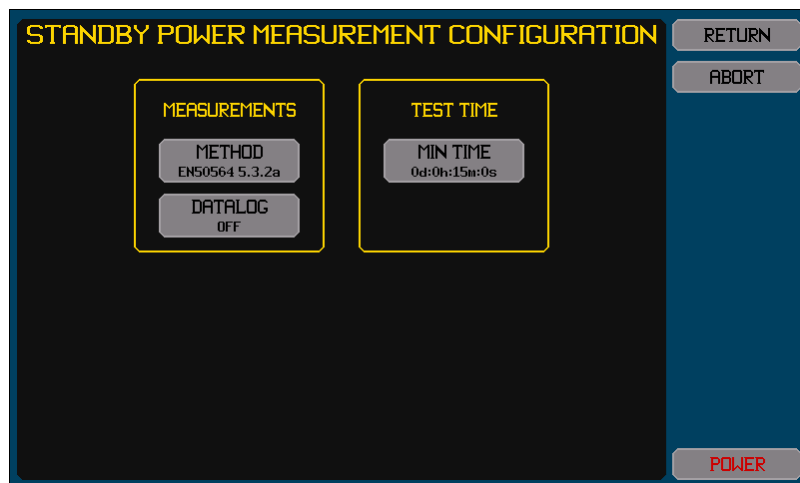 STANDBY POWER MEASUREMENT CONFIGURATION
RETURN
ABORT
MEASUREMENTS
METHOD
EN50564 5.3.2a
DATALOG
OFF
TEST TIME
MIN TIME
0d:0h:15m:0s
POWER